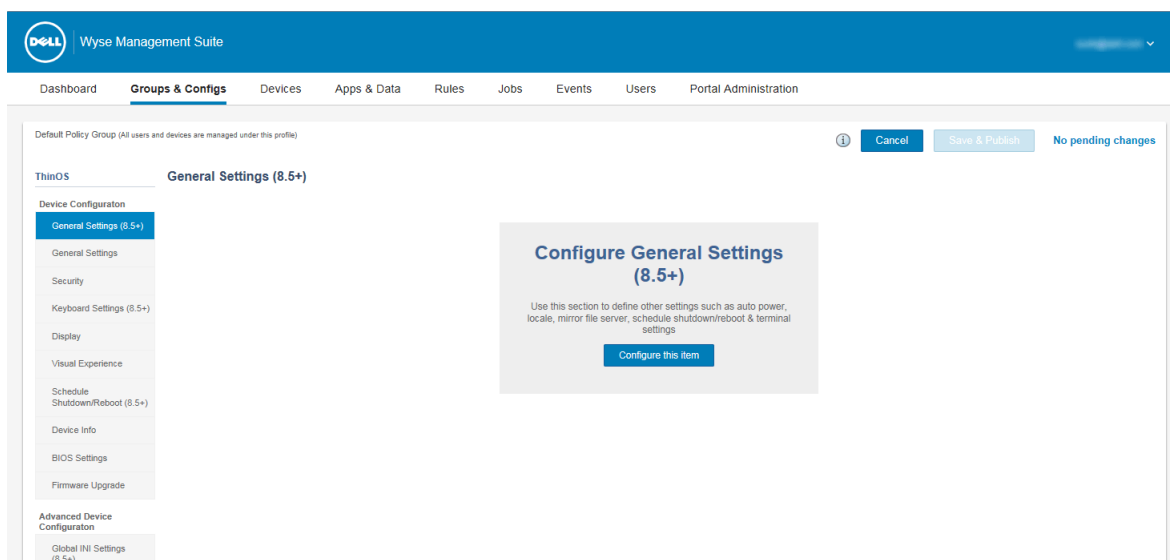 DELL
Wyse Management Suite
Dashboard
Groups & Configs
Devices
Apps & Data
Rules
Jobs
Events
Users
Portal Administration
Default Policy Group (All users and devices are managed under this profile)
i
Cancel
Save & Publish
No pending changes
ThinOS
General Settings (8.5+)
Device Configuraton
General Settings (8.5+)
General Settings
Security
Keyboard Settings (8.5+)
Display
Visual Experience
Schedule
Shutdown/Reboot (8.5+)
Device Info
BIOS Settings
Firmware Upgrade
Advanced Device
Configuraton
Global INI Settings
(8.5+)
Configure General Settings
(8.5+)
Use this section to define other settings such as auto power,
locale, mirror file server, schedule shutdown/reboot & terminal
settings
Configure this item